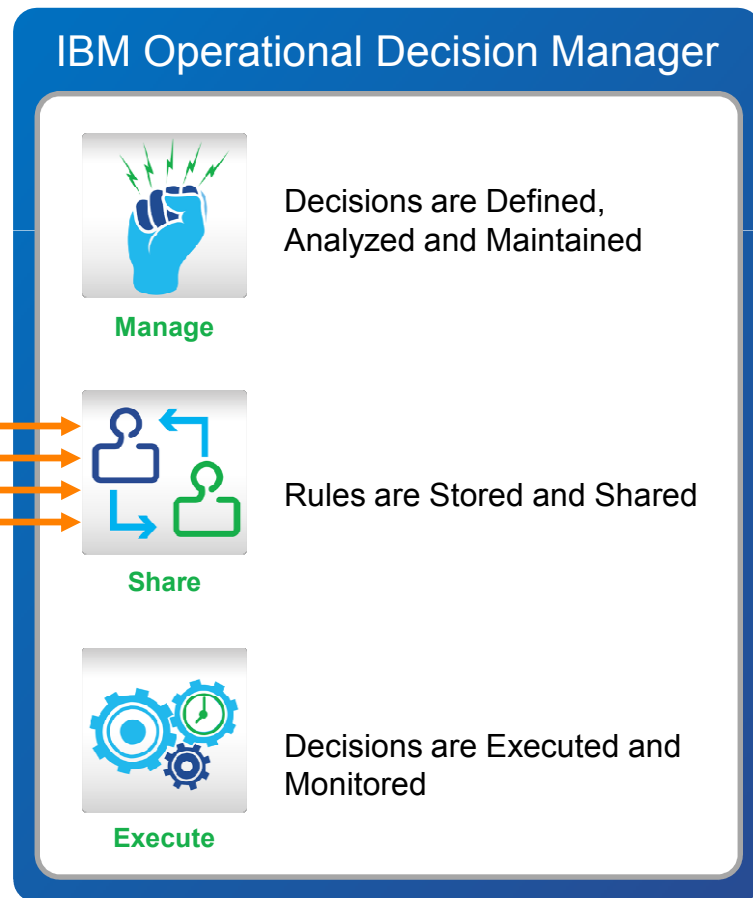 IBM Operational Decision Manager
Decisions are Defined,
Analyzed and Maintained
Manage
Rules are Stored and Shared
Share
Decisions are Executed and
Monitored
Execute